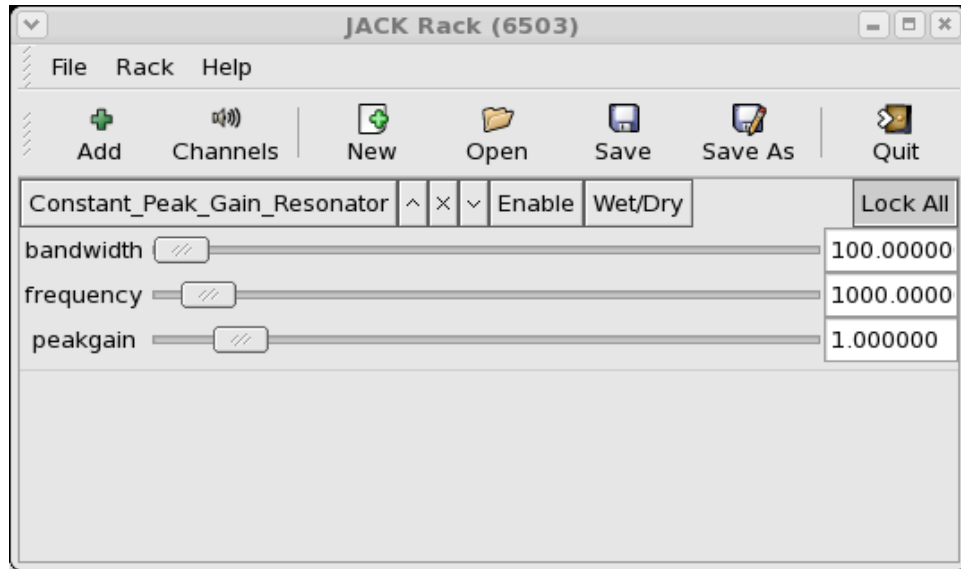 JACK Rack (6503)
File Rack Help
Add Channels New Open Save Save As Quit
Constant_Peak_Gain_Resonator Enable Wet/Dry Lock All
bandwidth 100.00000
frequency 1000.0000
peakgain 1.000000